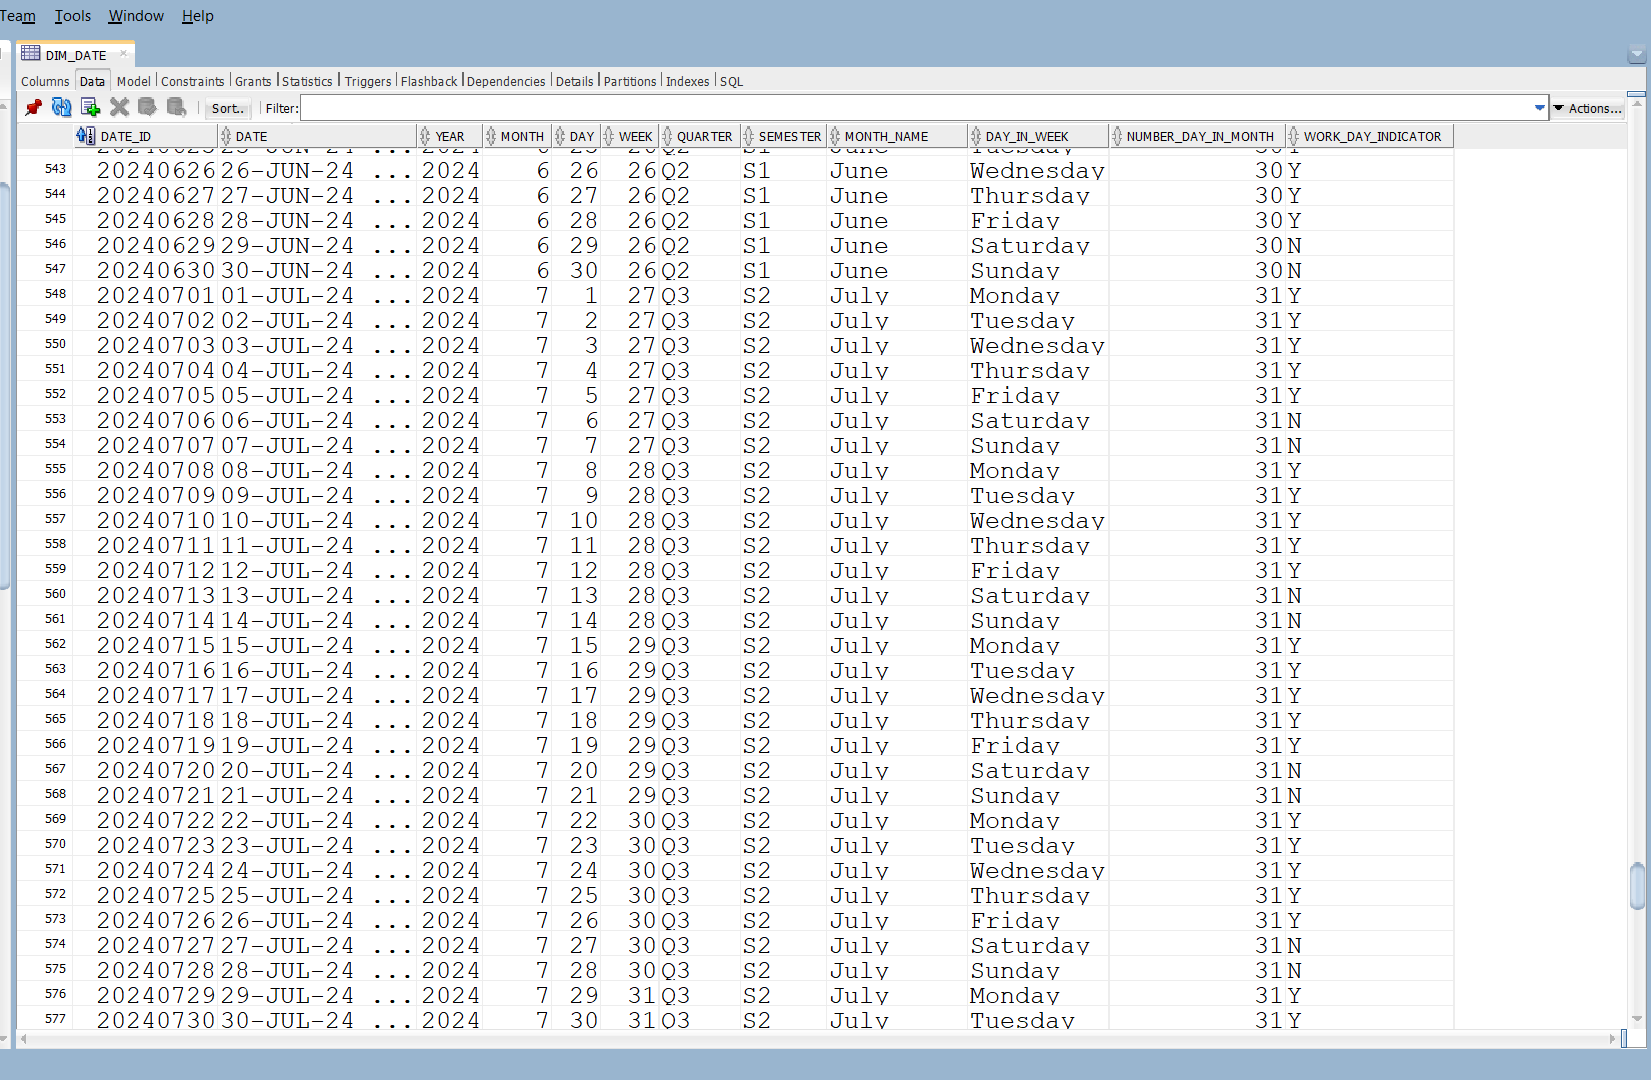 Team Tools Window Help
DIM_DATE
Columns Data Model Constraints Grants Statistics Triggers Flashback Dependencies Details Partitions Indexes SQL
Sort.. Filter: Actions...
DATE_ID DATE YEAR MONTH DAY WEEK QUARTER SEMESTER MONTH_NAME DAY_IN_WEEK NUMBER_DAY_IN_MONTH WORK_DAY_INDICATOR
543 20240626 26-JUN-24 ... 2024 6 26 26 Q2 S1 June Wednesday 30 Y
544 20240627 27-JUN-24 ... 2024 6 27 26 Q2 S1 June Thursday 30 Y
545 20240628 28-JUN-24 ... 2024 6 28 26 Q2 S1 June Friday 30 Y
546 20240629 29-JUN-24 ... 2024 6 29 26 Q2 S1 June Saturday 30 N
547 20240630 30-JUN-24 ... 2024 6 30 26 Q2 S1 June Sunday 30 N
548 20240701 01-JUL-24 ... 2024 7 1 27 Q3 S2 July Monday 31 Y
549 20240702 02-JUL-24 ... 2024 7 2 27 Q3 S2 July Tuesday 31 Y
550 20240703 03-JUL-24 ... 2024 7 3 27 Q3 S2 July Wednesday 31 Y
551 20240704 04-JUL-24 ... 2024 7 4 27 Q3 S2 July Thursday 31 Y
552 20240705 05-JUL-24 ... 2024 7 5 27 Q3 S2 July Friday 31 Y
553 20240706 06-JUL-24 ... 2024 7 6 27 Q3 S2 July Saturday 31 N
554 20240707 07-JUL-24 ... 2024 7 7 27 Q3 S2 July Sunday 31 N
555 20240708 08-JUL-24 ... 2024 7 8 28 Q3 S2 July Monday 31 Y
556 20240709 09-JUL-24 ... 2024 7 9 28 Q3 S2 July Tuesday 31 Y
557 20240710 10-JUL-24 ... 2024 7 10 28 Q3 S2 July Wednesday 31 Y
558 20240711 11-JUL-24 ... 2024 7 11 28 Q3 S2 July Thursday 31 Y
559 20240712 12-JUL-24 ... 2024 7 12 28 Q3 S2 July Friday 31 Y
560 20240713 13-JUL-24 ... 2024 7 13 28 Q3 S2 July Saturday 31 N
561 20240714 14-JUL-24 ... 2024 7 14 28 Q3 S2 July Sunday 31 N
562 20240715 15-JUL-24 ... 2024 7 15 29 Q3 S2 July Monday 31 Y
563 20240716 16-JUL-24 ... 2024 7 16 29 Q3 S2 July Tuesday 31 Y
564 20240717 17-JUL-24 ... 2024 7 17 29 Q3 S2 July Wednesday 31 Y
565 20240718 18-JUL-24 ... 2024 7 18 29 Q3 S2 July Thursday 31 Y
566 20240719 19-JUL-24 ... 2024 7 19 29 Q3 S2 July Friday 31 Y
567 20240720 20-JUL-24 ... 2024 7 20 29 Q3 S2 July Saturday 31 N
568 20240721 21-JUL-24 ... 2024 7 21 29 Q3 S2 July Sunday 31 N
569 20240722 22-JUL-24 ... 2024 7 22 30 Q3 S2 July Monday 31 Y
570 20240723 23-JUL-24 ... 2024 7 23 30 Q3 S2 July Tuesday 31 Y
571 20240724 24-JUL-24 ... 2024 7 24 30 Q3 S2 July Wednesday 31 Y
572 20240725 25-JUL-24 ... 2024 7 25 30 Q3 S2 July Thursday 31 Y
573 20240726 26-JUL-24 ... 2024 7 26 30 Q3 S2 July Friday 31 Y
574 20240727 27-JUL-24 ... 2024 7 27 30 Q3 S2 July Saturday 31 N
575 20240728 28-JUL-24 ... 2024 7 28 30 Q3 S2 July Sunday 31 N
576 20240729 29-JUL-24 ... 2024 7 29 31 Q3 S2 July Monday 31 Y
577 20240730 30-JUL-24 ... 2024 7 30 31 Q3 S2 July Tuesday 31 Y